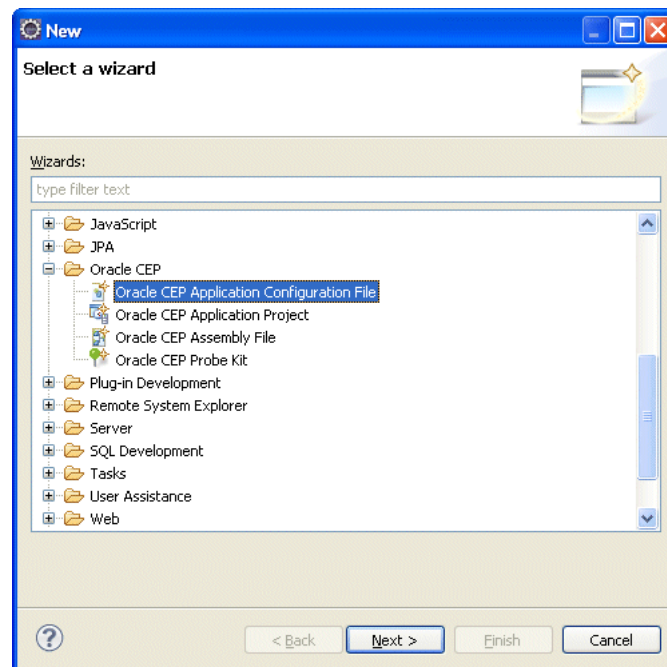 New
Select a wizard
Wizards:
type filter text
JavaScript
JPA
Oracle CEP
Oracle CEP Application Configuration File
Oracle CEP Application Project
Oracle CEP Assembly File
Oracle CEP Probe Kit
Plug-in Development
Remote System Explorer
Server
SQL Development
Tasks
User Assistance
Web
? < Back Next > Finish Cancel